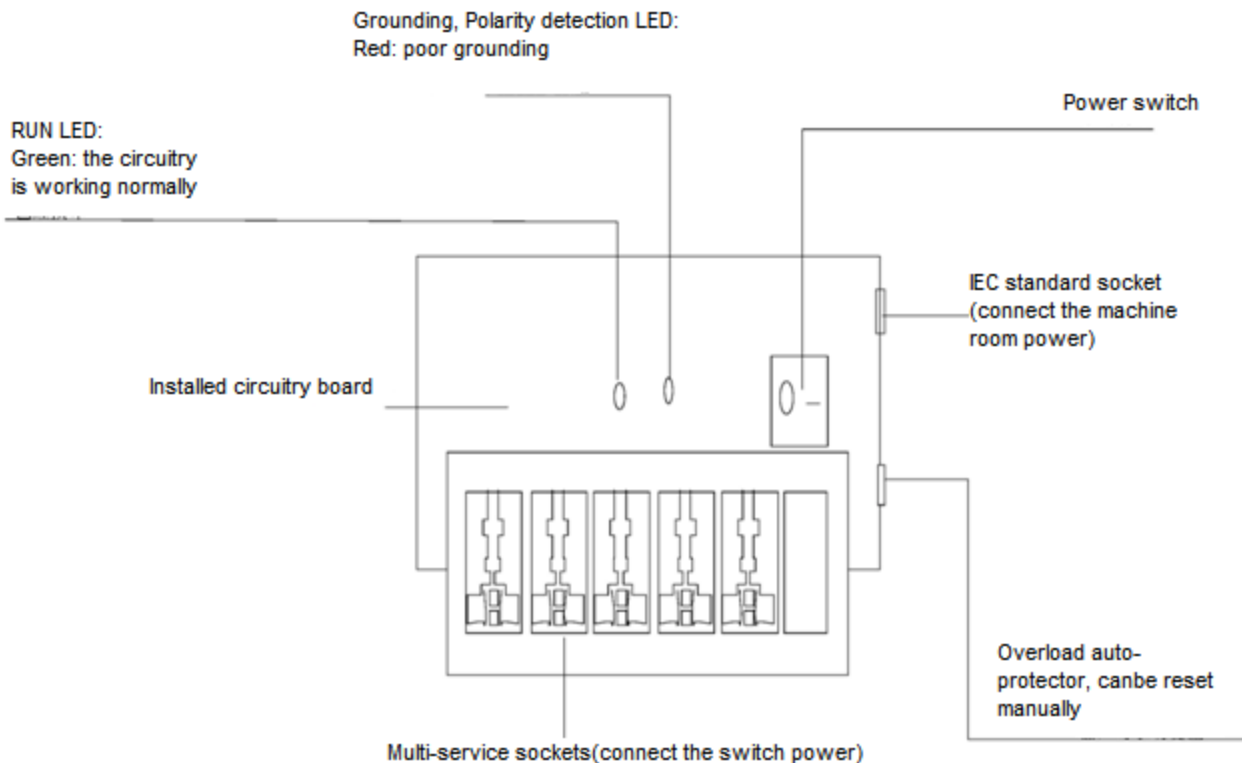 Grounding, Polarity detection LED:
Red: poor grounding
Power switch
RUN LED:
Green: the circuitry
is working normally
IEC standard socket
(connect the machine
room power)
Installed circuitry board
Overload auto-
protector, canbe reset
manually
Multi-service sockets(connect the switch power)